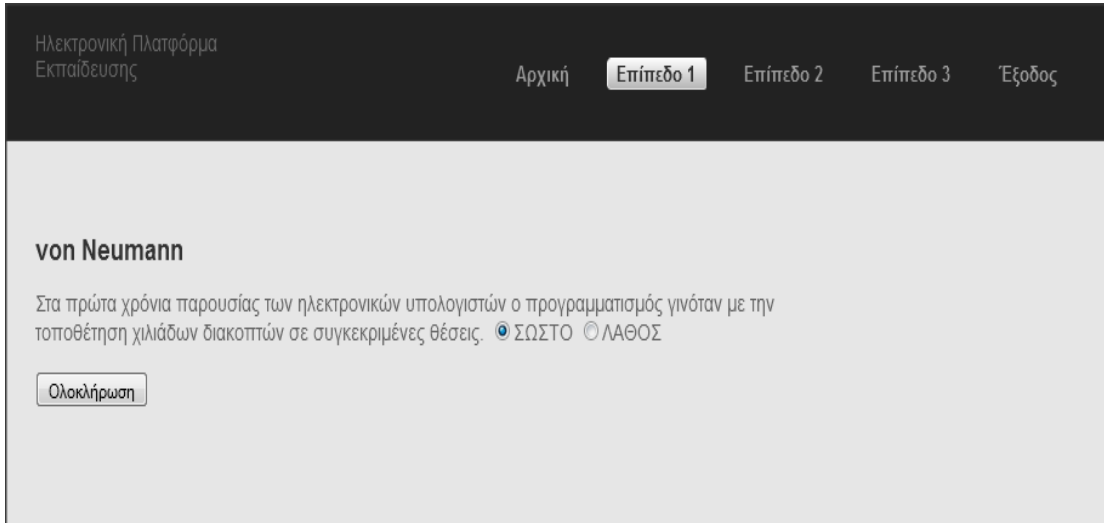 Ηλεκτρονική Πλατφόρμα
Εκπαίδευσης
Αρχική Επίπεδο 1 Επίπεδο 2 Επίπεδο 3 Έξοδος
von Neumann
Στα πρώτα χρόνια παρουσίας των ηλεκτρονικών υπολογιστών ο προγραμματισμός γινόταν με την
τοποθέτηση χιλιάδων διακοπτών σε συγκεκριμένες θέσεις. ΣΩΣΤΟ ΛΑΘΟΣ
Ολοκλήρωση